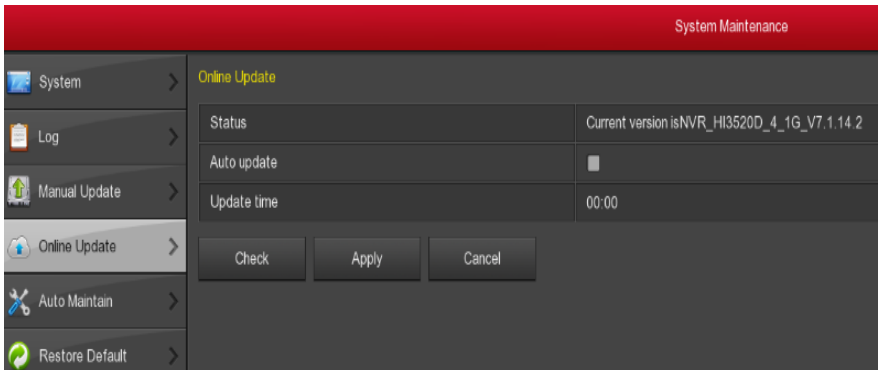 System Maintenance
System
Log
Manual Update
Online Update
Auto Maintain
Restore Default
Online Update
Status Current version isNVR_HI3520D_4_1G_V7.1.14.2
Auto update
Update time 00:00
Check Apply Cancel